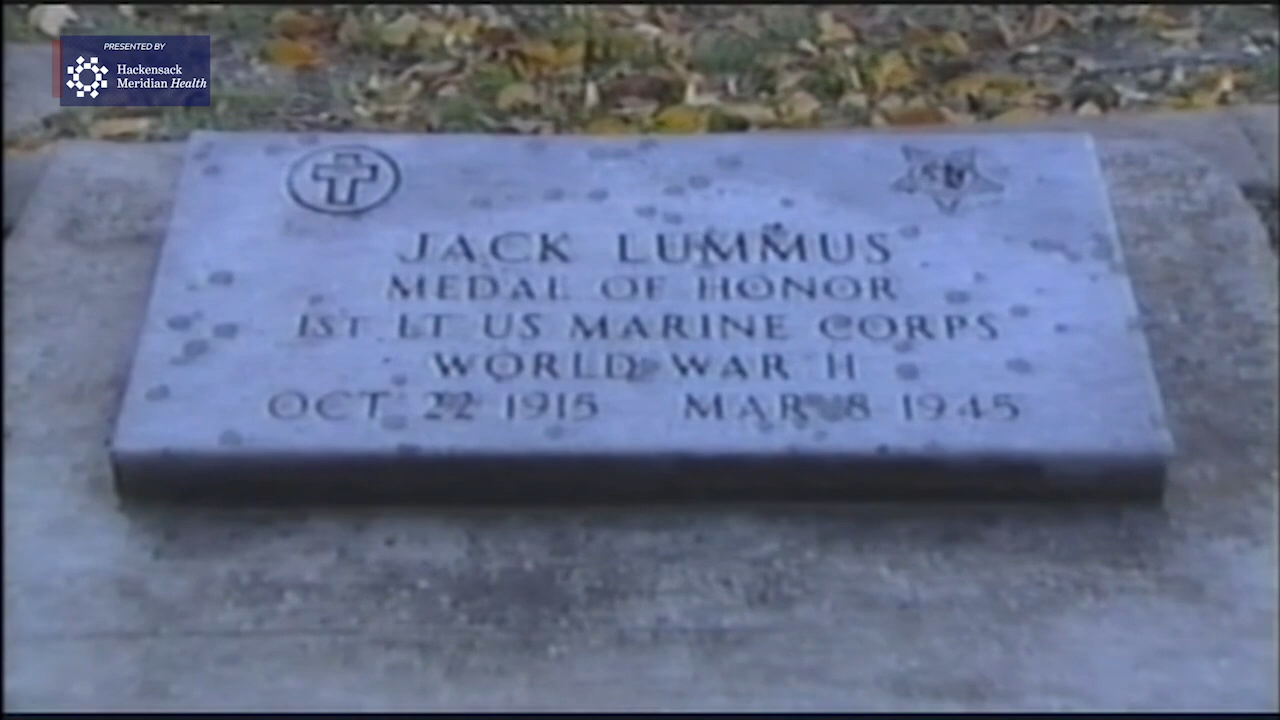 PRESENTED BY
Hackensack
Meridian Health
JACK LUMMUS
MEDAL OF HONOR
1ST LT US MARINE CORPS
WORLD WAR II
OCT 22 1915 MAR 8 1945